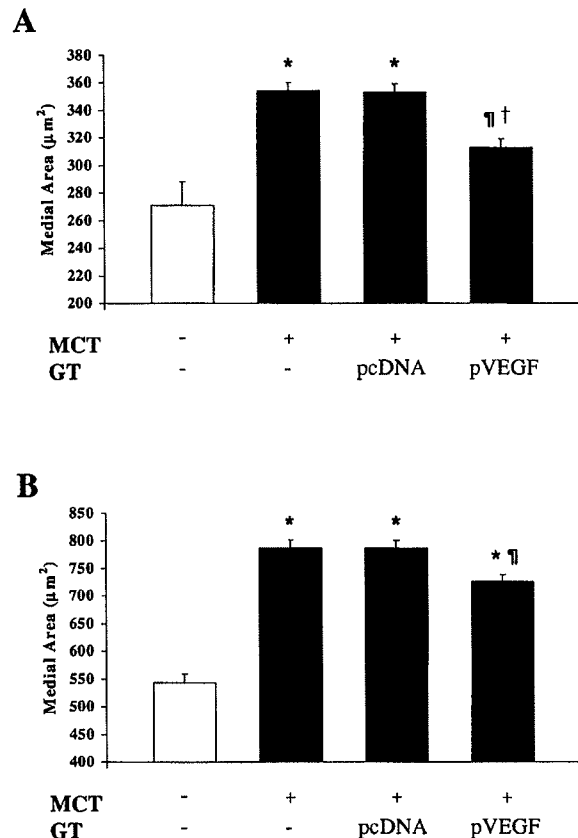 A
380
360
340
320
300
280
260
240
220
200
Medial Area (μm²)
* * ¶ †
MCT - + + +
GT - - pcDNA pVEGF
B
850
800
750
700
650
600
550
500
450
400
Medial Area (μm²)
* * * ¶
MCT - + + +
GT - - pcDNA pVEGF